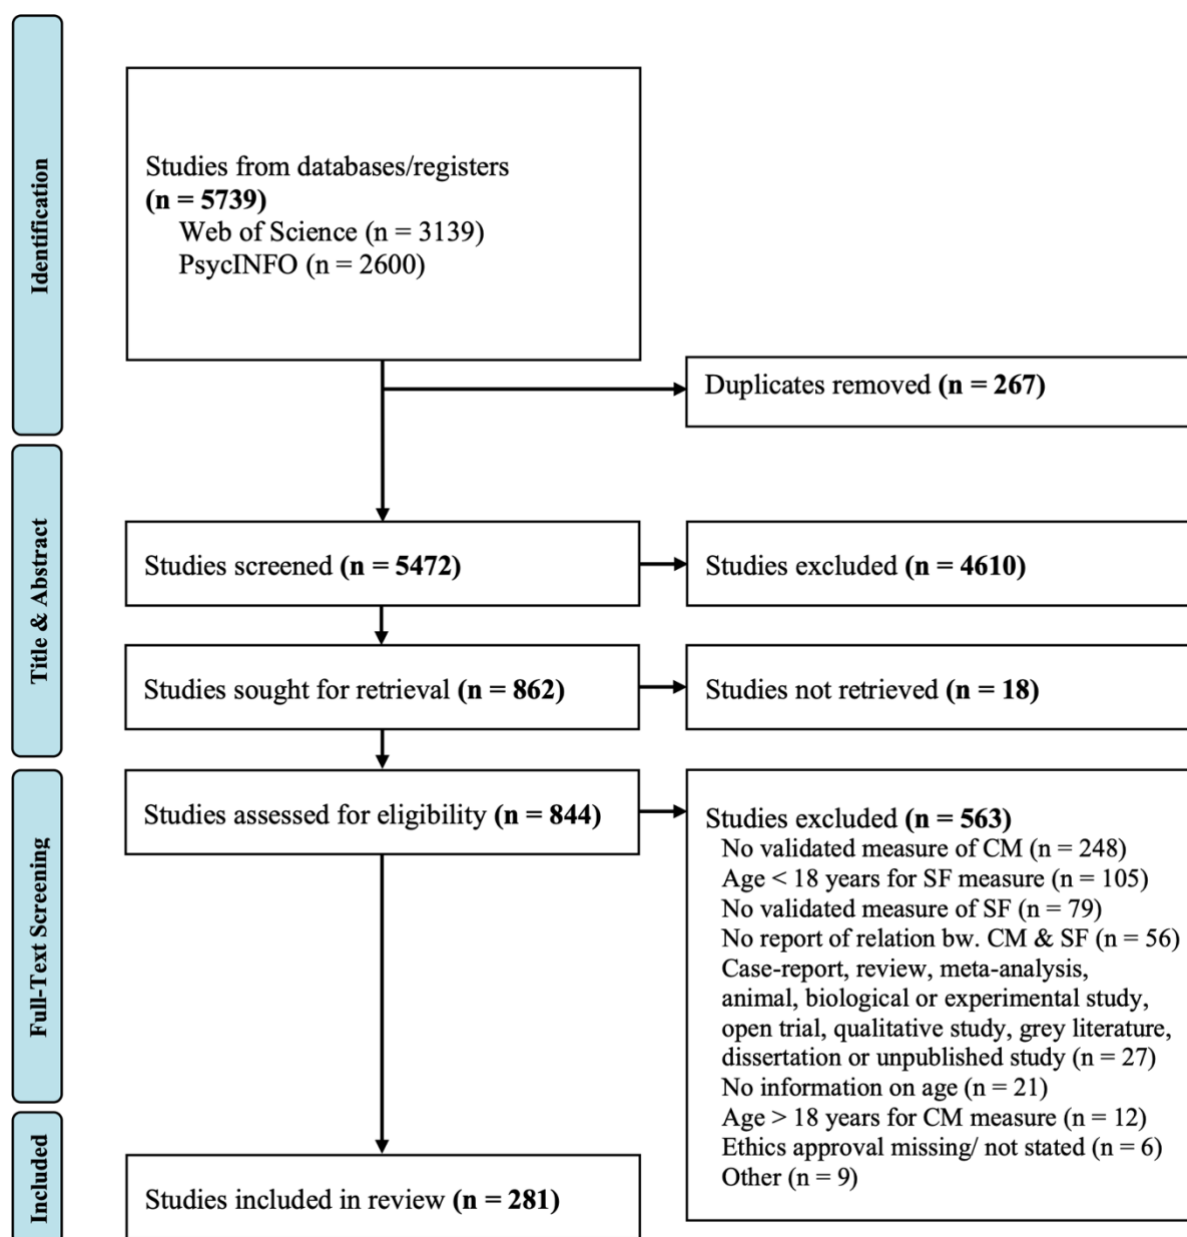 Identification
Studies from databases/registers
(n = 5739)
Web of Science (n = 3139)
PsycINFO (n = 2600)
Duplicates removed (n = 267)
Title & Abstract
Studies screened (n = 5472)
Studies excluded (n = 4610)
Studies sought for retrieval (n = 862)
Studies not retrieved (n = 18)
Full-Text Screening
Studies assessed for eligibility (n = 844)
Studies excluded (n = 563)
No validated measure of CM (n = 248)
Age < 18 years for SF measure (n = 105)
No validated measure of SF (n = 79)
No report of relation bw. CM & SF (n = 56)
Case-report, review, meta-analysis,
animal, biological or experimental study,
open trial, qualitative study, grey literature,
dissertation or unpublished study (n = 27)
No information on age (n = 21)
Age > 18 years for CM measure (n = 12)
Ethics approval missing/ not stated (n = 6)
Other (n = 9)
Included
Studies included in review (n = 281)